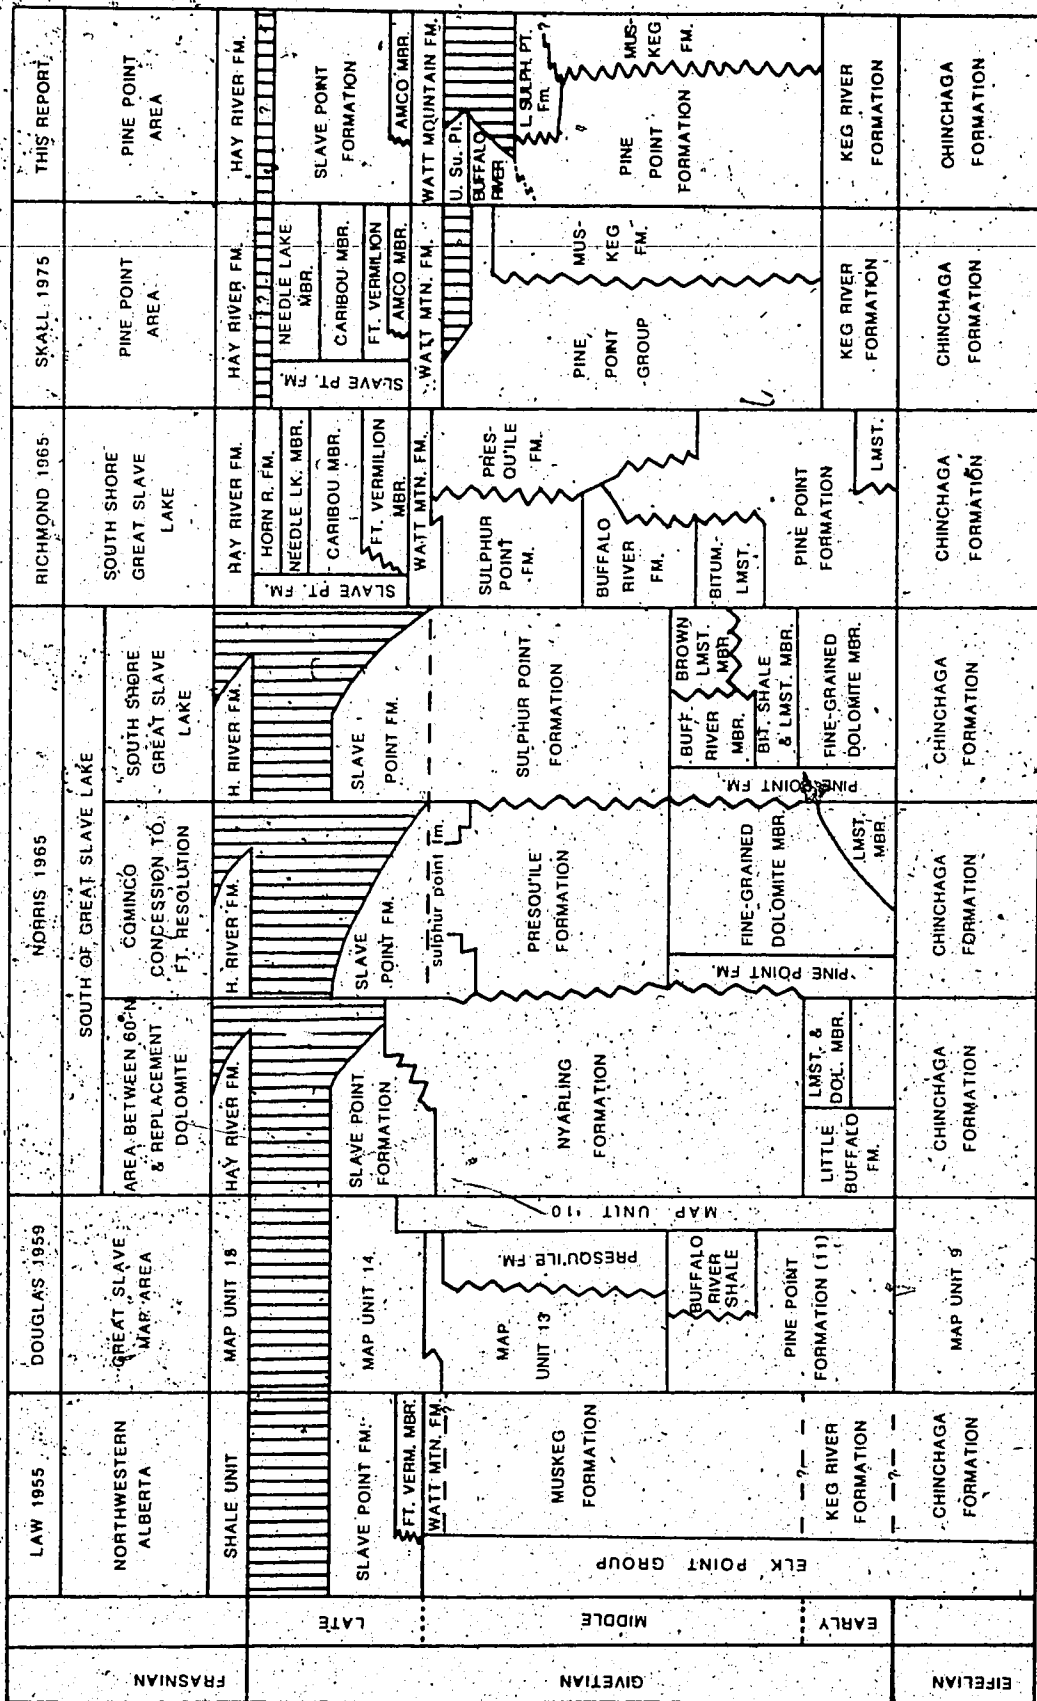 LAW 1955
DOUGLAS 1959
NORRIS 1965
RICHMOND 1965
SKALL 1975
THIS REPORT
NORTHWESTERN
ALBERTA
GREAT SLAVE
MAP AREA
SOUTH OF GREAT SLAVE LAKE
AREA BETWEEN 60°N
& REPLACEMENT
DOLOMITE
COMINCO
CONCESSION TO
FT. RESOLUTION
SOUTH SHORE
GREAT SLAVE
LAKE
SOUTH SHORE
GREAT SLAVE
LAKE
PINE POINT
AREA
PINE POINT
AREA
FRASNIAN
SHALE UNIT
MAP UNIT 18
HAY RIVER FM.
H. RIVER FM.
H. RIVER FM.
HAY RIVER FM.
HAY RIVER FM.
HAY RIVER FM.
GIVETIAN
LATE
MIDDLE
EARLY
SLAVE POINT FM.
FT. VERM. MBR.
WATT MTN. FM.
?
MUSKEG
FORMATION
?
KEG RIVER
FORMATION
?
ELK POINT GROUP
MAP UNIT 14
MAP
UNIT 13
PRESQU'ILE FM.
BUFFALO
RIVER
SHALE
PINE POINT
FORMATION (11)
MAP UNIT 10
SLAVE POINT
FORMATION
NYARLING
FORMATION
LITTLE
BUFFALO
FM.
LMST. &
DOL. MBR.
SLAVE
POINT FM.
sulphur point fm.
PRESQU'ILE
FORMATION
PINE POINT FM.
FINE-GRAINED
DOLOMITE MBR.
LMST.
MBR.
SLAVE
POINT FM.
SULPHUR POINT
FORMATION
BUFF.
RIVER
MBR.
BROWN
LMST.
MBR.
BIT. SHALE
& LMST. MBR.
FINE-GRAINED
DOLOMITE MBR.
PINE POINT FM.
SLAVE PT. FM.
HORN R. FM.
NEEDLE LK. MBR.
CARIBOU MBR.
FT. VERMILION
MBR.
WATT MTN. FM.
SULPHUR
POINT
FM.
PRES-
QU'ILE
FM.
BUFFALO
RIVER
FM.
BITUM.
LMST.
PINE POINT
FORMATION
LMST.
?
SLAVE PT. FM.
NEEDLE LAKE
MBR.
CARIBOU MBR.
FT. VERMILION
AMCO MBR.
WATT MTN. FM.
PINE
POINT
GROUP
MUS-
KEG
FM.
KEG RIVER
FORMATION
?
?
SLAVE POINT
FORMATION
AMCO MBR.
WATT MOUNTAIN FM.
U. Su. Pt.
BUFFALO
RIVER
L. SULPH. PT.
Fm.
?
MUS-
KEG
FM.
PINE
POINT
FORMATION
KEG RIVER
FORMATION
EIFELIAN
CHINCHAGA
FORMATION
MAP UNIT 9
CHINCHAGA
FORMATION
CHINCHAGA
FORMATION
CHINCHAGA
FORMATION
CHINCHAGA
FORMATION
CHINCHAGA
FORMATION
CHINCHAGA
FORMATION